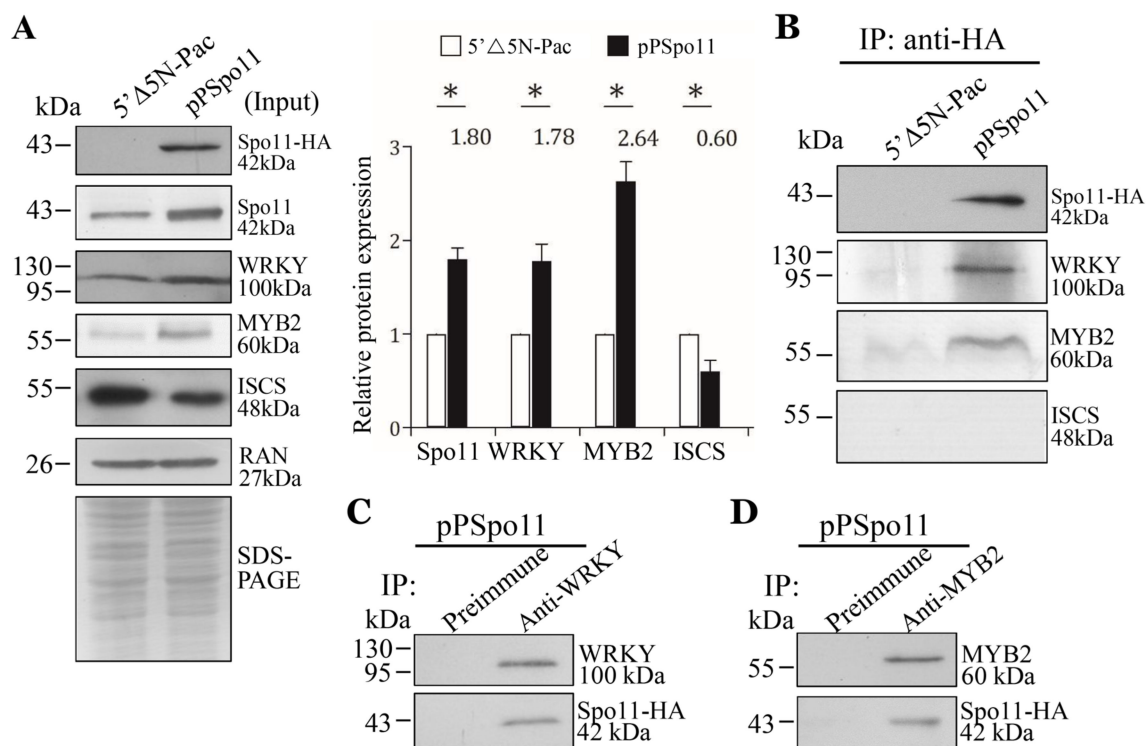 A
kDa
5'Δ5N-Pac
pPSpo11
(Input)
43
Spo11-HA
42kDa
43
Spo11
42kDa
130
95
WRKY
100kDa
55
MYB2
60kDa
55
ISCS
48kDa
26
RAN
27kDa
SDS-
PAGE
5'△5N-Pac
pPSpo11
* * * *
1.80 1.78 2.64 0.60
Relative protein expression
3
2
1
0
Spo11 WRKY MYB2 ISCS
B
IP: anti-HA
kDa
5'Δ5N-Pac
pPSpo11
43
Spo11-HA
42kDa
130
95
WRKY
100kDa
55
MYB2
60kDa
55
ISCS
48kDa
C
pPSpo11
IP:
kDa
Preimmune
Anti-WRKY
130
95
WRKY
100 kDa
43
Spo11-HA
42 kDa
D
pPSpo11
IP:
kDa
Preimmune
Anti-MYB2
55
MYB2
60 kDa
43
Spo11-HA
42 kDa